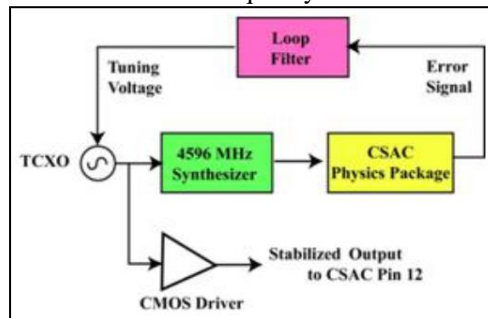 Loop
Filter
Tuning
Voltage
Error
Signal
TCXO
4596 MHz
Synthesizer
CSAC
Physics Package
Stabilized Output
to CSAC Pin 12
CMOS Driver